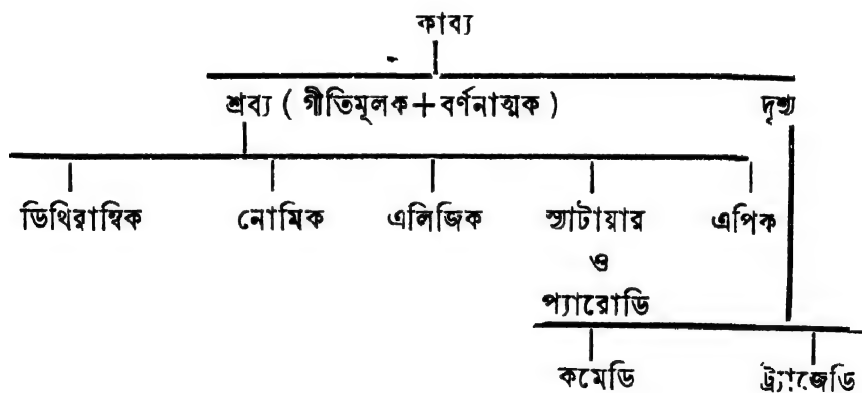 কাব্য
শ্রব্য ( গীতিমূলক + বর্ণনাত্মক ) দৃশ্য
ডিথিরাম্বিক নোমিক এলিজিক স্যাটায়ার এপিক
ও
প্যারোডি
কমেডি ট্র্যাজেডি